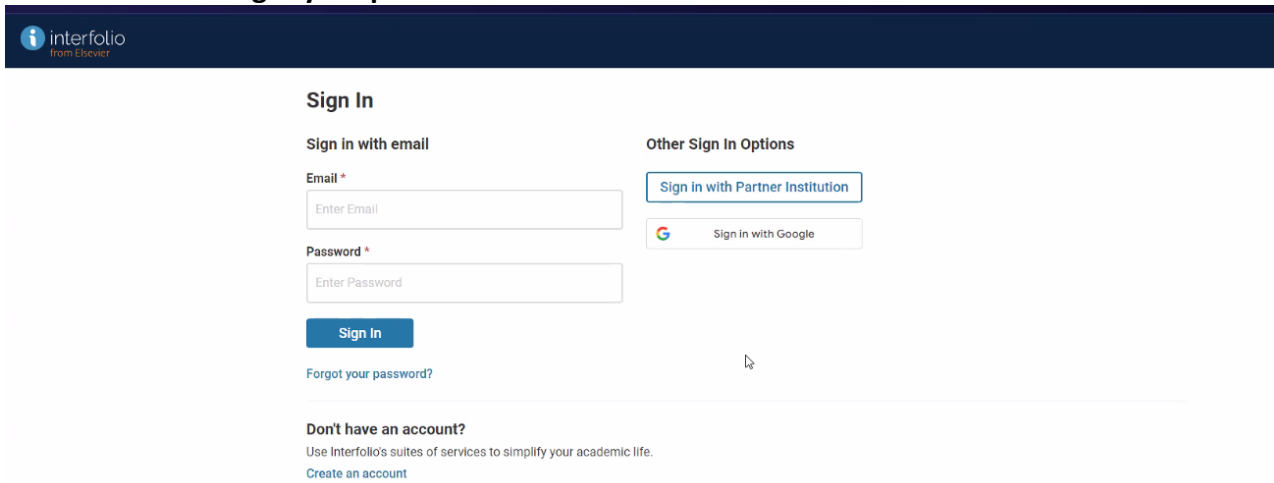 interfolio
from Elsevier
Sign In
Sign in with email
Email *
Enter Email
Password *
Enter Password
Sign In
Forgot your password?
Other Sign In Options
Sign in with Partner Institution
Sign in with Google
Don't have an account?
Use Interfolio's suites of services to simplify your academic life.
Create an account